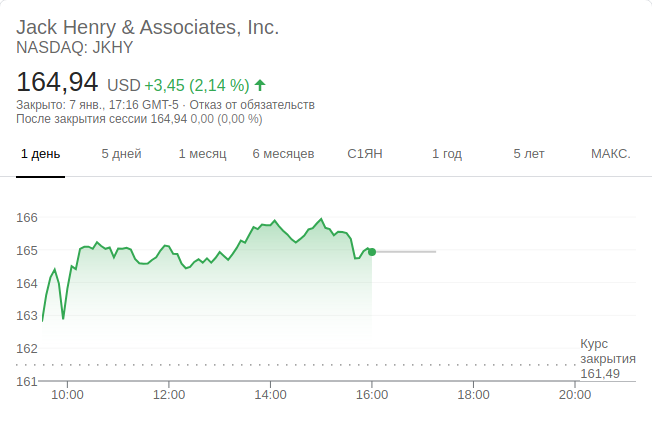 Jack Henry & Associates, Inc.
NASDAQ: JKHY
164,94 USD +3,45 (2,14 %)
Закрыто: 7 янв., 17:16 GMT-5 · Отказ от обязательств
После закрытия сессии 164,94 0,00 (0,00 %)
1 день 5 дней 1 месяц 6 месяцев С1ЯН 1 год 5 лет МАКС.
166
165
164
163
162
Курс
закрытия
161,49
161
10:00 12:00 14:00 16:00 18:00 20:00